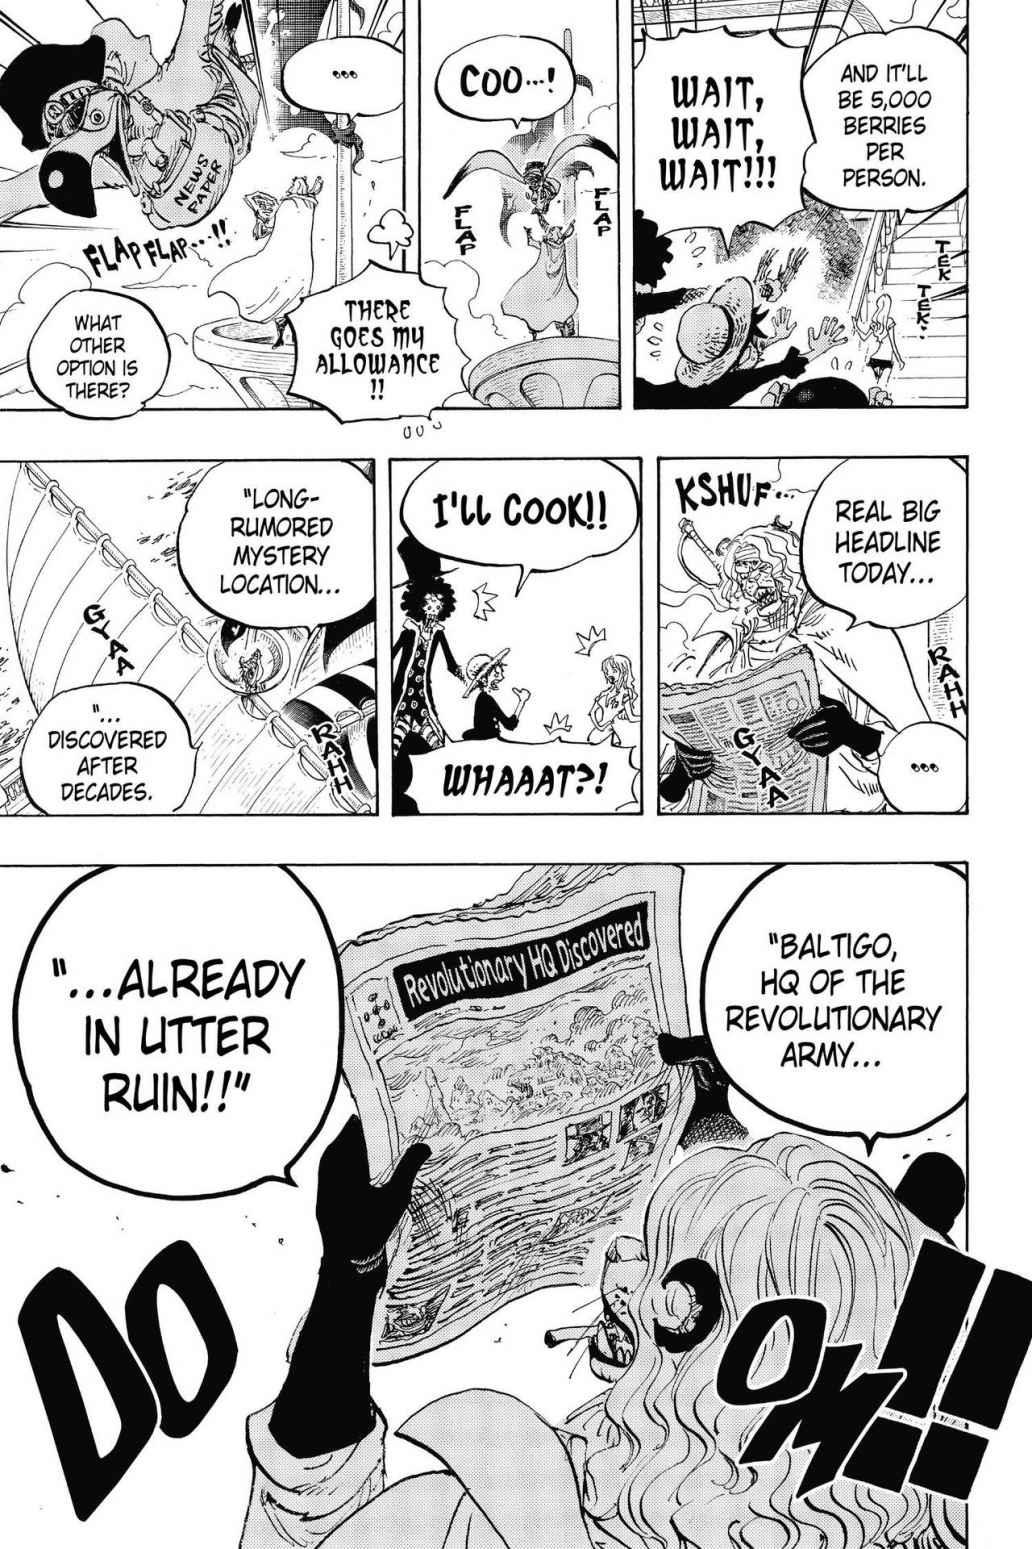 AND IT'LL
BE 5,000
BERRIES
PER
PERSON.
WAIT,
WAIT,
WAIT!!!
TEK
TEK..
COO...!
FLAP
FLAP
...
NEWS
PAPER
FLAP FLAP...!!
THERE
GOES MY
ALLOWANCE
!!
WHAT
OTHER
OPTION IS
THERE?
REAL BIG
HEADLINE
TODAY...
KSHUF...
RAHH
GYAA
...
I'LL COOK!!
WHAAAT?!
"LONG-
RUMORED
MYSTERY
LOCATION...
GYAA
RAHH
"...
DISCOVERED
AFTER
DECADES.
"BALTIGO,
HQ OF THE
REVOLUTIONARY
ARMY...
Revolutionary HQ Discovered
"...ALREADY
IN UTTER
RUIN!!"
DOOM!!